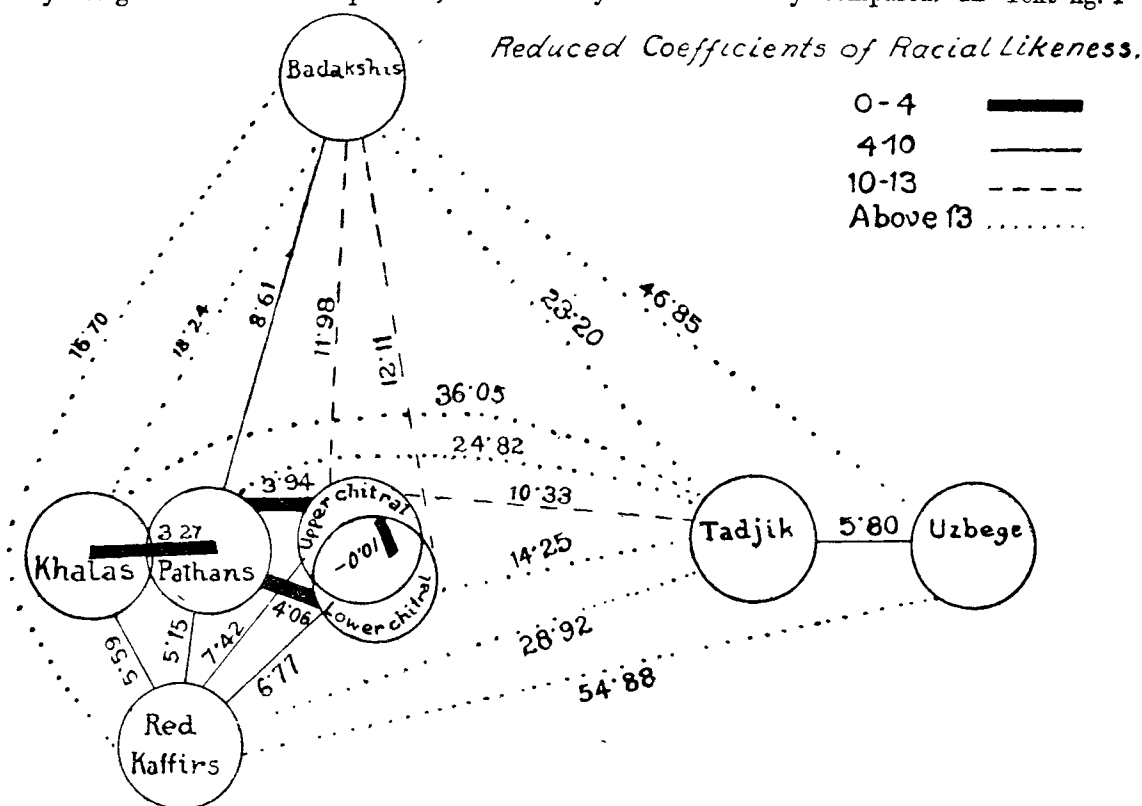 Reduced Coefficients of Racial Likeness.
0-4
4-10
10-13
Above 13
Badakshis
16·70
18·24
8·61
11·98
12·11
23·20
46·85
36·05
24·82
3·94
10·33
Upper chitral
3·27
-0·01
Khalas
Pathans
Tadjik
5·80
Uzbege
14·25
Lower chitral
4·06
5·59
5·15
7·42
6·77
28·92
54·88
Red
Kaffirs